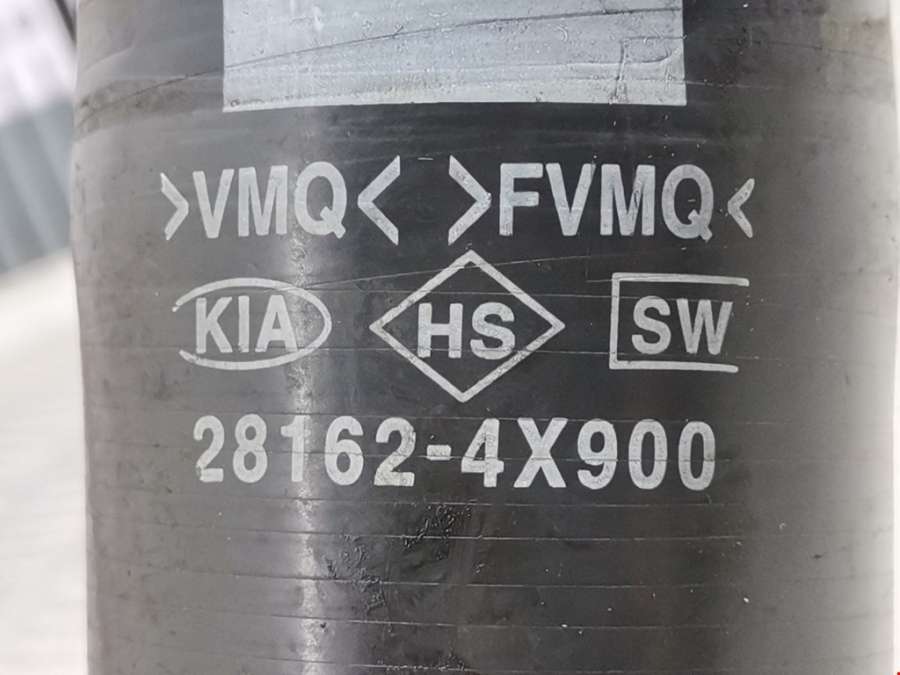 >VMQ< >FVMQ<
KIA HS SW
28162-4X900